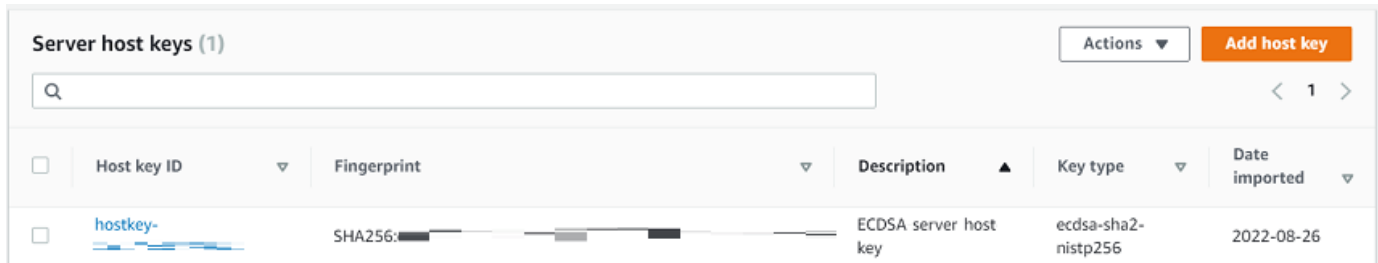 Server host keys (1)
Actions
Add host key
1
Host key ID
Fingerprint
Description
Key type
Date
imported
hostkey-
SHA256:
ECDSA server host
key
ecdsa-sha2-
nistp256
2022-08-26